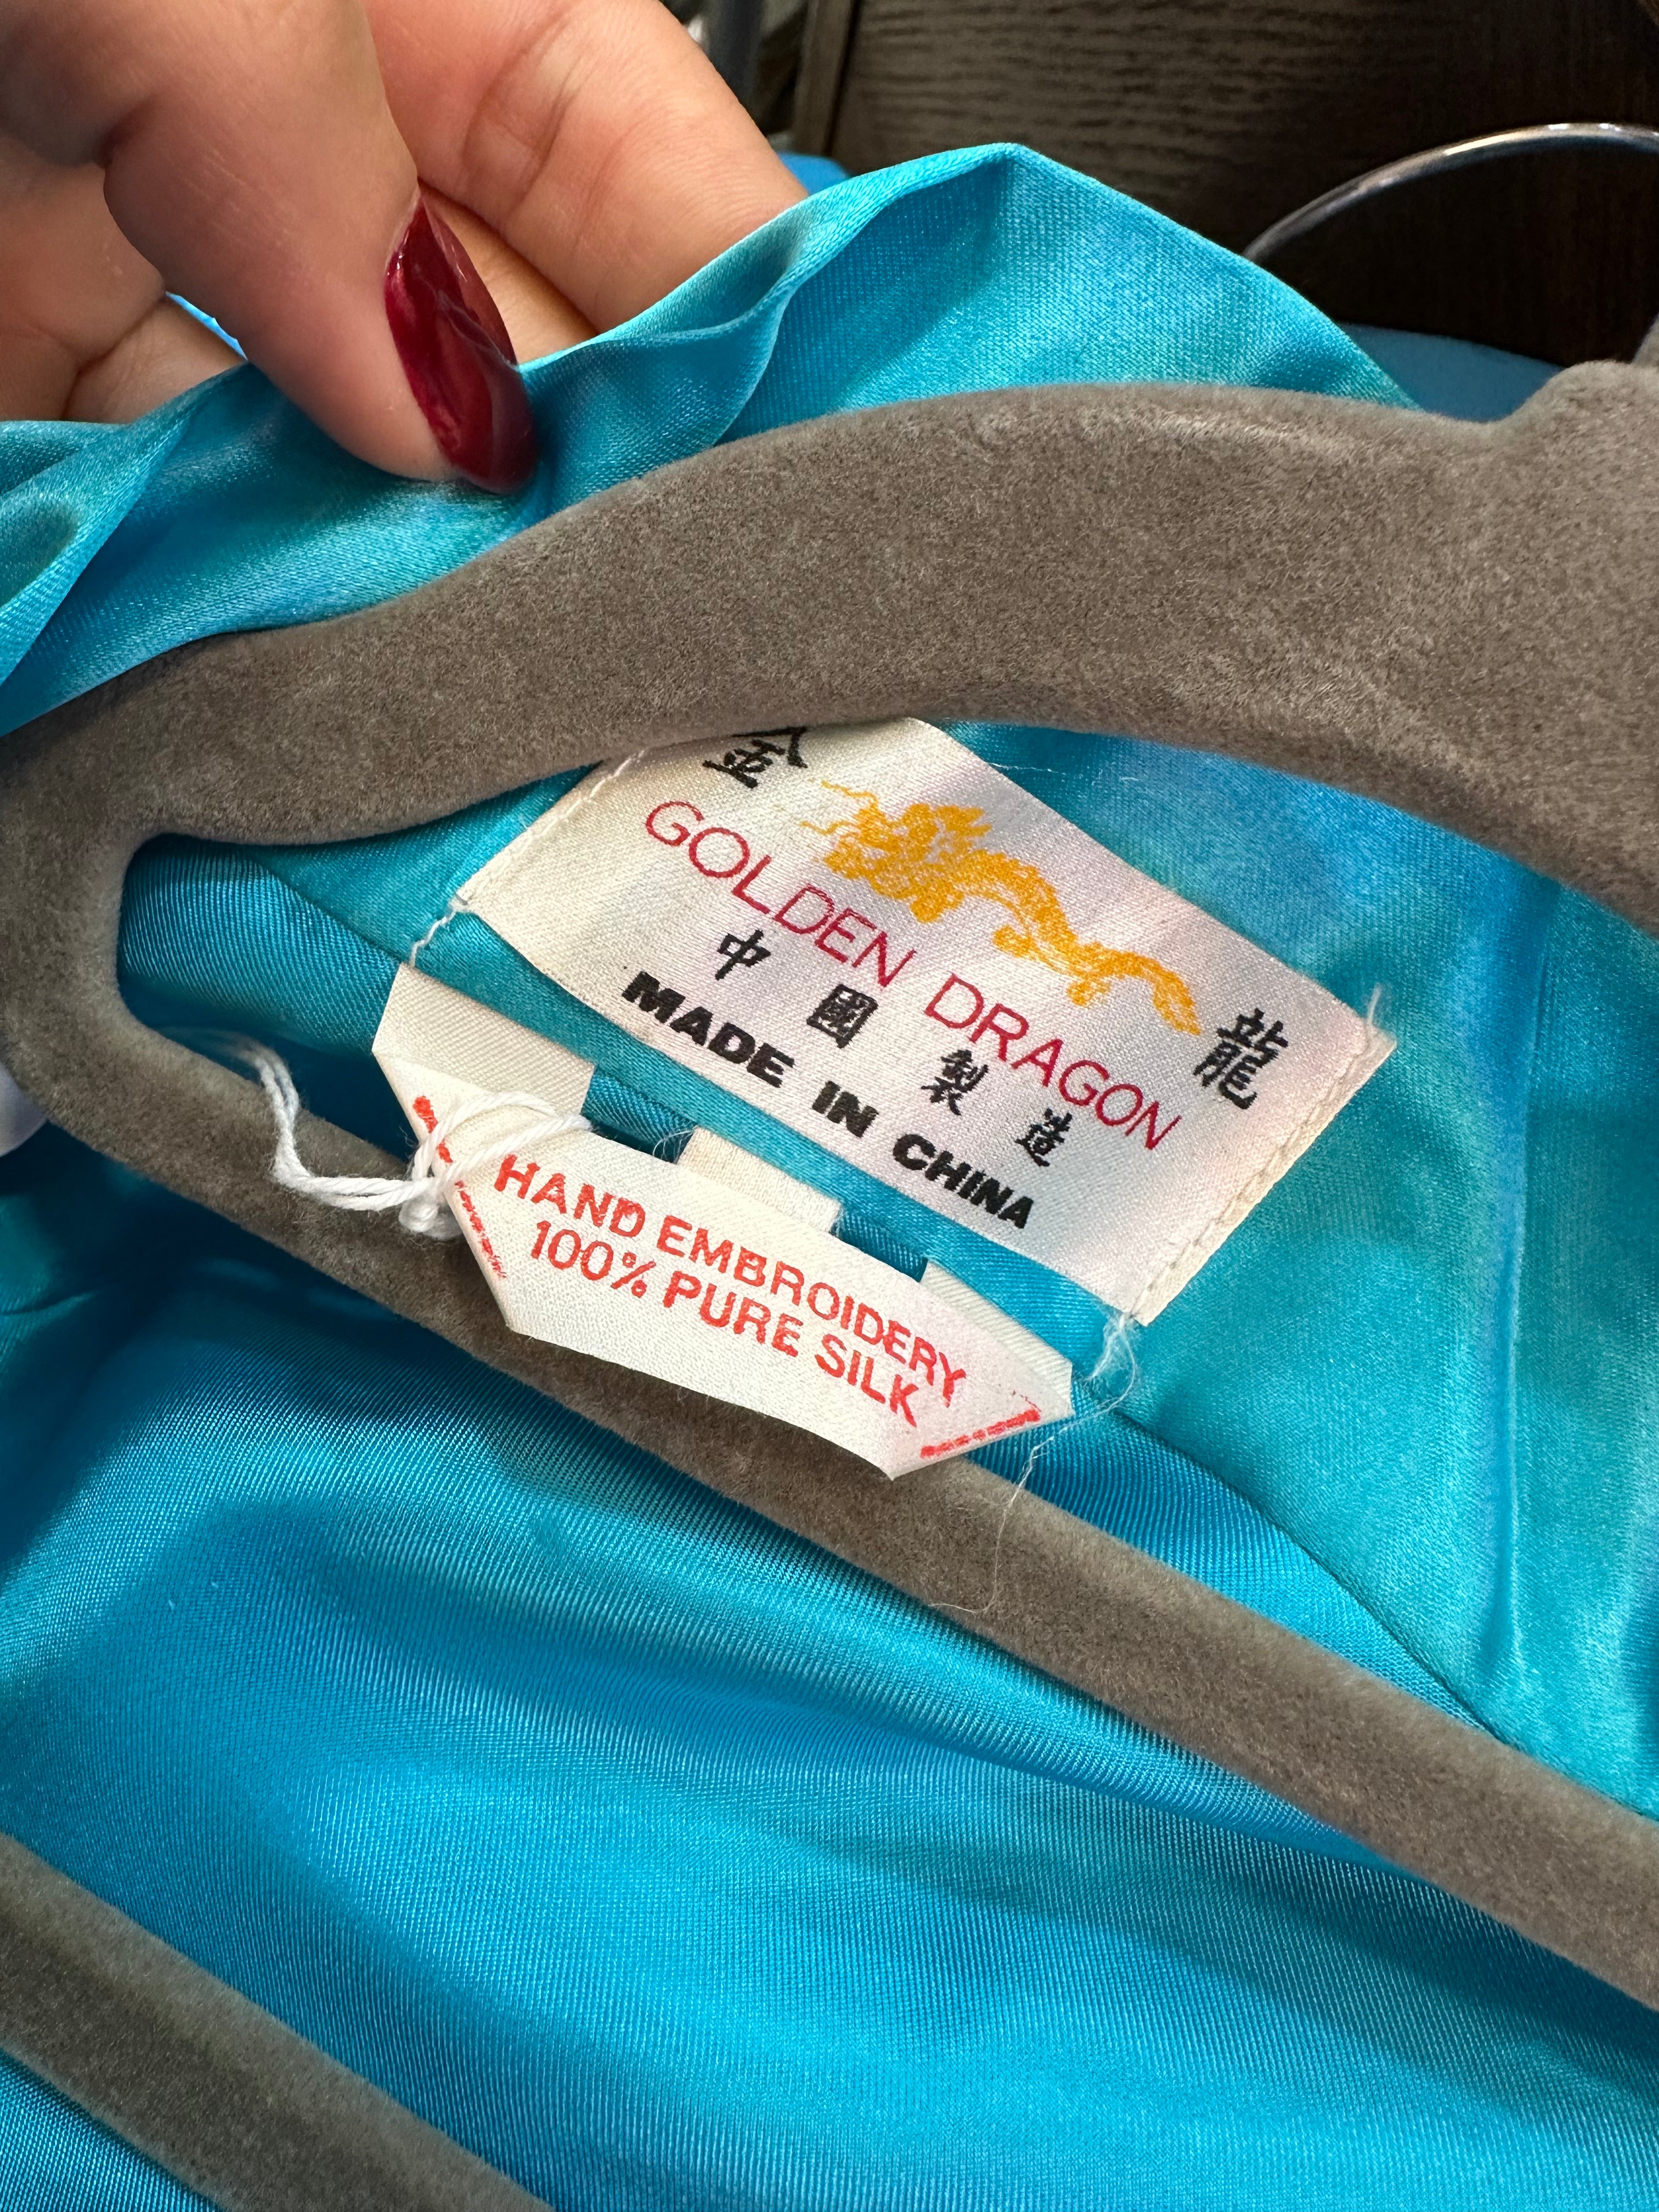 金 龍
GOLDEN DRAGON
中國製造
MADE IN CHINA
HAND EMBROIDERY
100% PURE SILK